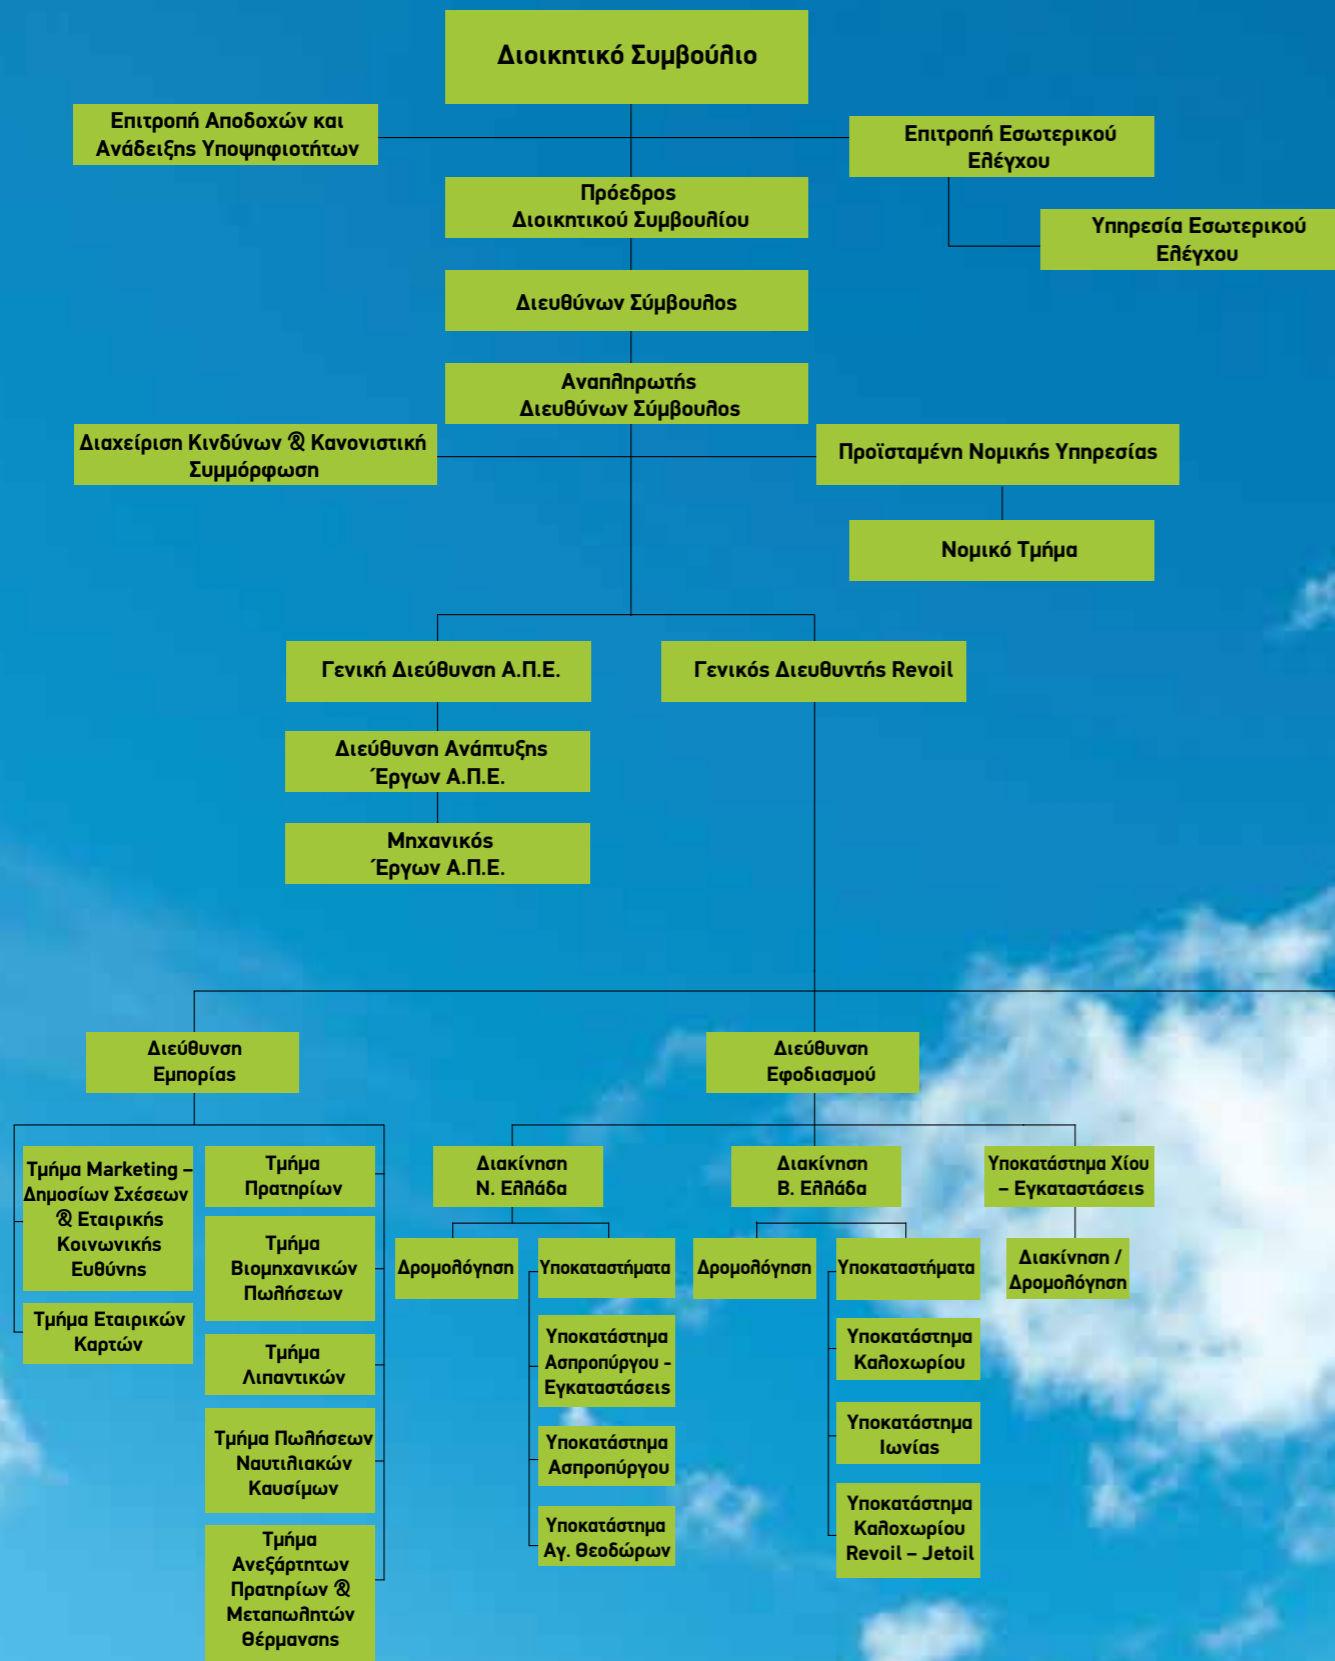 Διοικητικό Συμβούλιο
Επιτροπή Αποδοχών και
Ανάδειξης Υποψηφιοτήτων
Επιτροπή Εσωτερικού
Ελέγχου
Υπηρεσία Εσωτερικού
Ελέγχου
Πρόεδρος
Διοικητικού Συμβουλίου
Διευθύνων Σύμβουλος
Αναπληρωτής
Διευθύνων Σύμβουλος
Διαχείριση Κινδύνων & Κανονιστική
Συμμόρφωση
Προϊσταμένη Νομικής Υπηρεσίας
Νομικό Τμήμα
Γενική Διεύθυνση Α.Π.Ε.
Διεύθυνση Ανάπτυξης
Έργων Α.Π.Ε.
Μηχανικός
Έργων Α.Π.Ε.
Γενικός Διευθυντής Revoil
Διεύθυνση
Εμπορίας
Τμήμα Marketing –
Δημοσίων Σχέσεων
& Εταιρικής
Κοινωνικής
Ευθύνης
Τμήμα Εταιρικών
Καρτών
Τμήμα
Πρατηρίων
Τμήμα
Βιομηχανικών
Πωλήσεων
Τμήμα
Λιπαντικών
Τμήμα Πωλήσεων
Ναυτιλιακών
Καυσίμων
Τμήμα
Ανεξάρτητων
Πρατηρίων &
Μεταπωλητών
Θέρμανσης
Διεύθυνση
Εφοδιασμού
Διακίνηση
Ν. Ελλάδα
Δρομολόγηση
Υποκαταστήματα
Υποκατάστημα
Ασπροπύργου -
Εγκαταστάσεις
Υποκατάστημα
Ασπροπύργου
Υποκατάστημα
Αγ. Θεοδώρων
Διακίνηση
Β. Ελλάδα
Δρομολόγηση
Υποκαταστήματα
Υποκατάστημα
Καλοχωρίου
Υποκατάστημα
Ιωνίας
Υποκατάστημα
Καλοχωρίου
Revoil – Jetoil
Υποκατάστημα Χίου
– Εγκαταστάσεις
Διακίνηση /
Δρομολόγηση